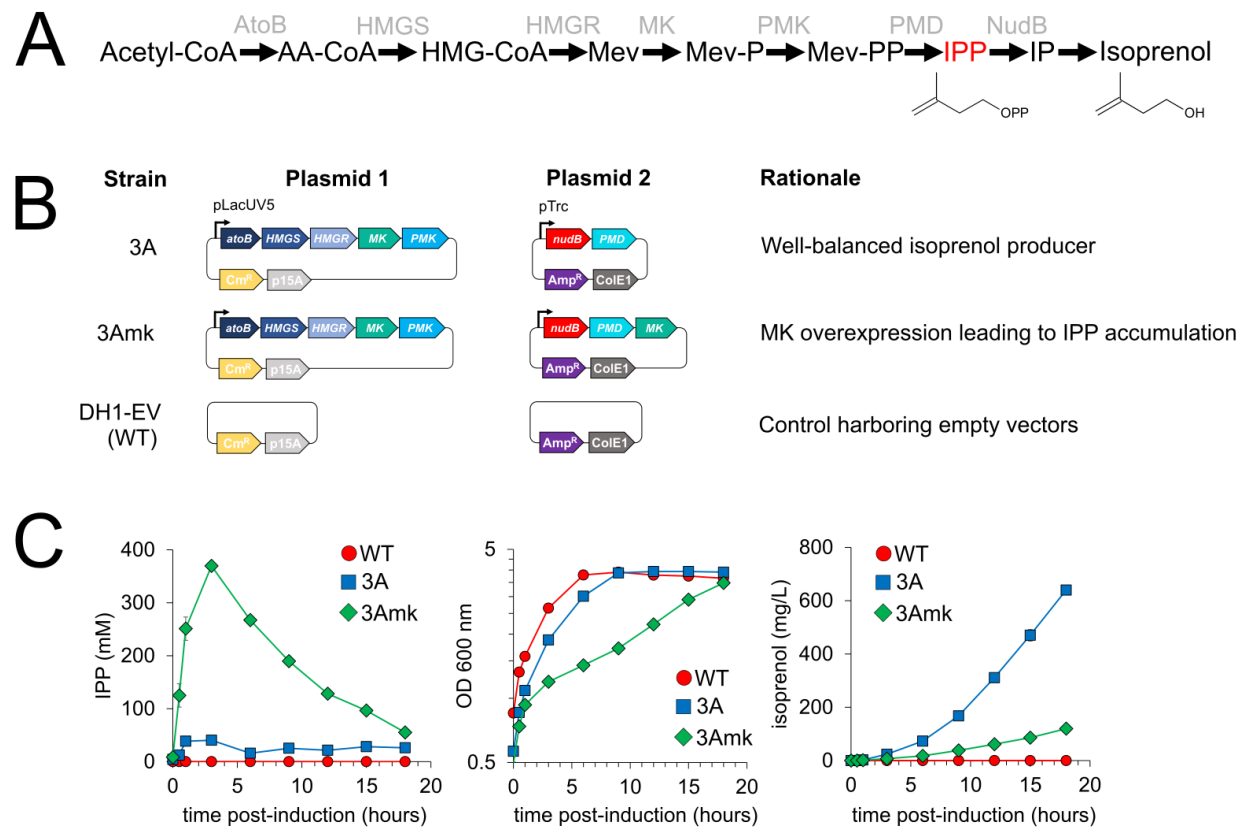 A
AtoB HMGS HMGR MK PMK PMD NudB
Acetyl-CoA AA-CoA HMG-CoA Mev Mev-P Mev-PP IPP IP Isoprenol
OPP OH
B
Strain Plasmid 1 Plasmid 2 Rationale
pLacUV5 pTrc
3A atoB HMGS HMGR MK PMK nudB PMD Well-balanced isoprenol producer
CmR p15A AmpR ColE1
3Amk atoB HMGS HMGR MK PMK nudB PMD MK MK overexpression leading to IPP accumulation
CmR p15A AmpR ColE1
DH1-EV
(WT) CmR p15A AmpR ColE1 Control harboring empty vectors
C
IPP (mM)
400
300
200
100
0
0 5 10 15 20
time post-induction (hours)
WT
3A
3Amk
OD 600 nm
5
0.5
0 5 10 15 20
time post-induction (hours)
WT
3A
3Amk
isoprenol (mg/L)
800
600
400
200
0
0 5 10 15 20
time post-induction (hours)
WT
3A
3Amk